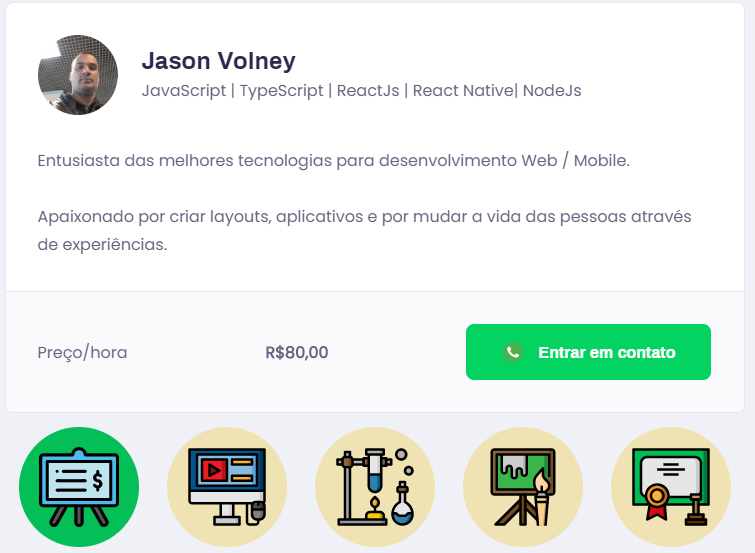 Jason Volney
JavaScript | TypeScript | ReactJs | React Native| NodeJs
Entusiasta das melhores tecnologias para desenvolvimento Web / Mobile.
Apaixonado por criar layouts, aplicativos e por mudar a vida das pessoas através
de experiências.
Preço/hora R$80,00 Entrar em contato
$